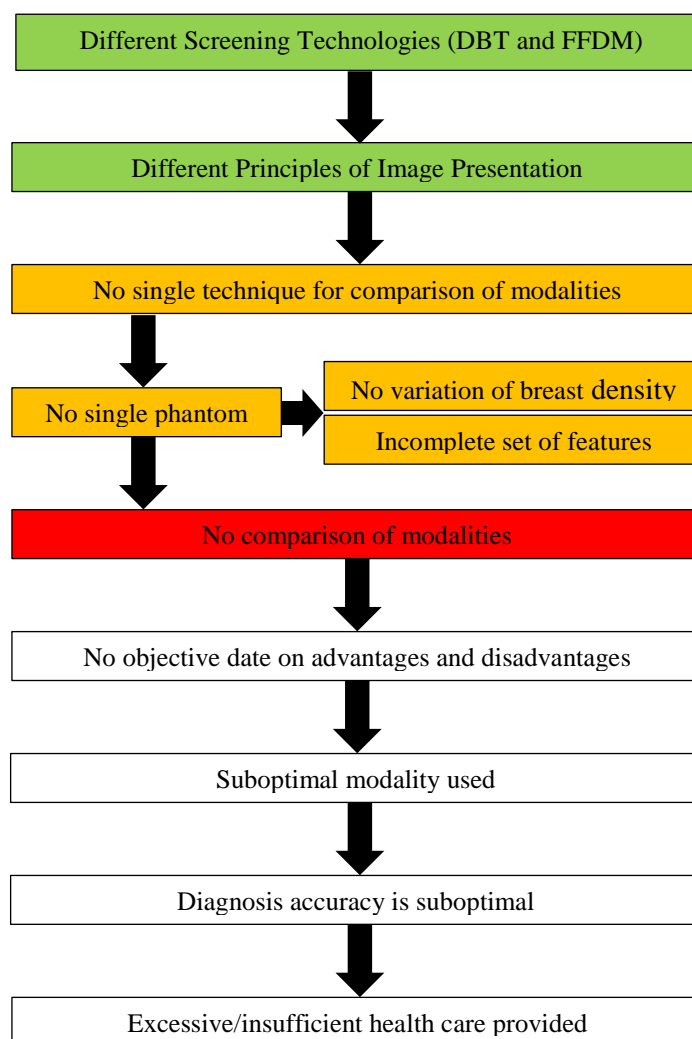 Different Screening Technologies (DBT and FFDM)
Different Principles of Image Presentation
No single technique for comparison of modalities
No single phantom
No variation of breast density
Incomplete set of features
No comparison of modalities
No objective date on advantages and disadvantages
Suboptimal modality used
Diagnosis accuracy is suboptimal
Excessive/insufficient health care provided